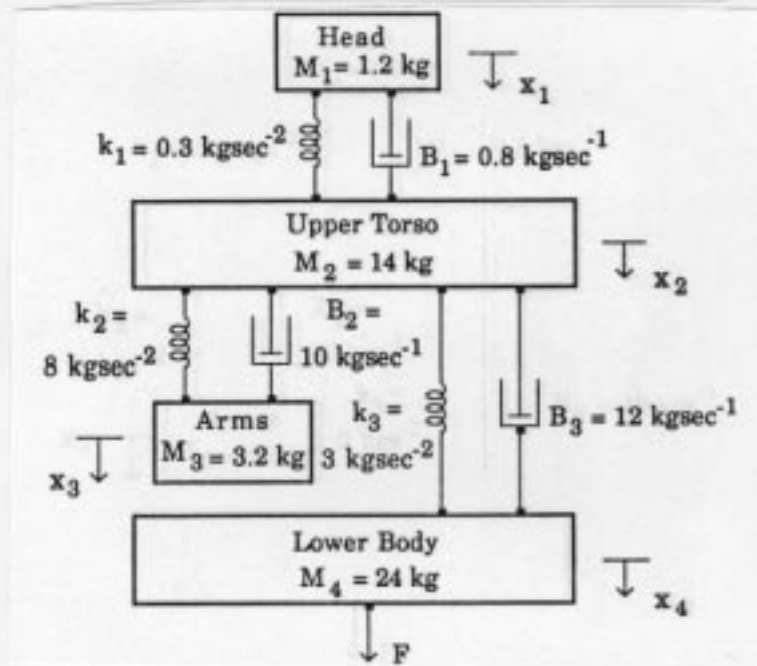 Head
M₁= 1.2 kg
x₁
k₁ = 0.3 kgsec⁻²
B₁ = 0.8 kgsec⁻¹
Upper Torso
M₂ = 14 kg
x₂
k₂ =
8 kgsec⁻²
B₂ =
10 kgsec⁻¹
Arms
M₃ = 3.2 kg
x₃
k₃ =
3 kgsec⁻²
B₃ = 12 kgsec⁻¹
Lower Body
M₄ = 24 kg
x₄
F